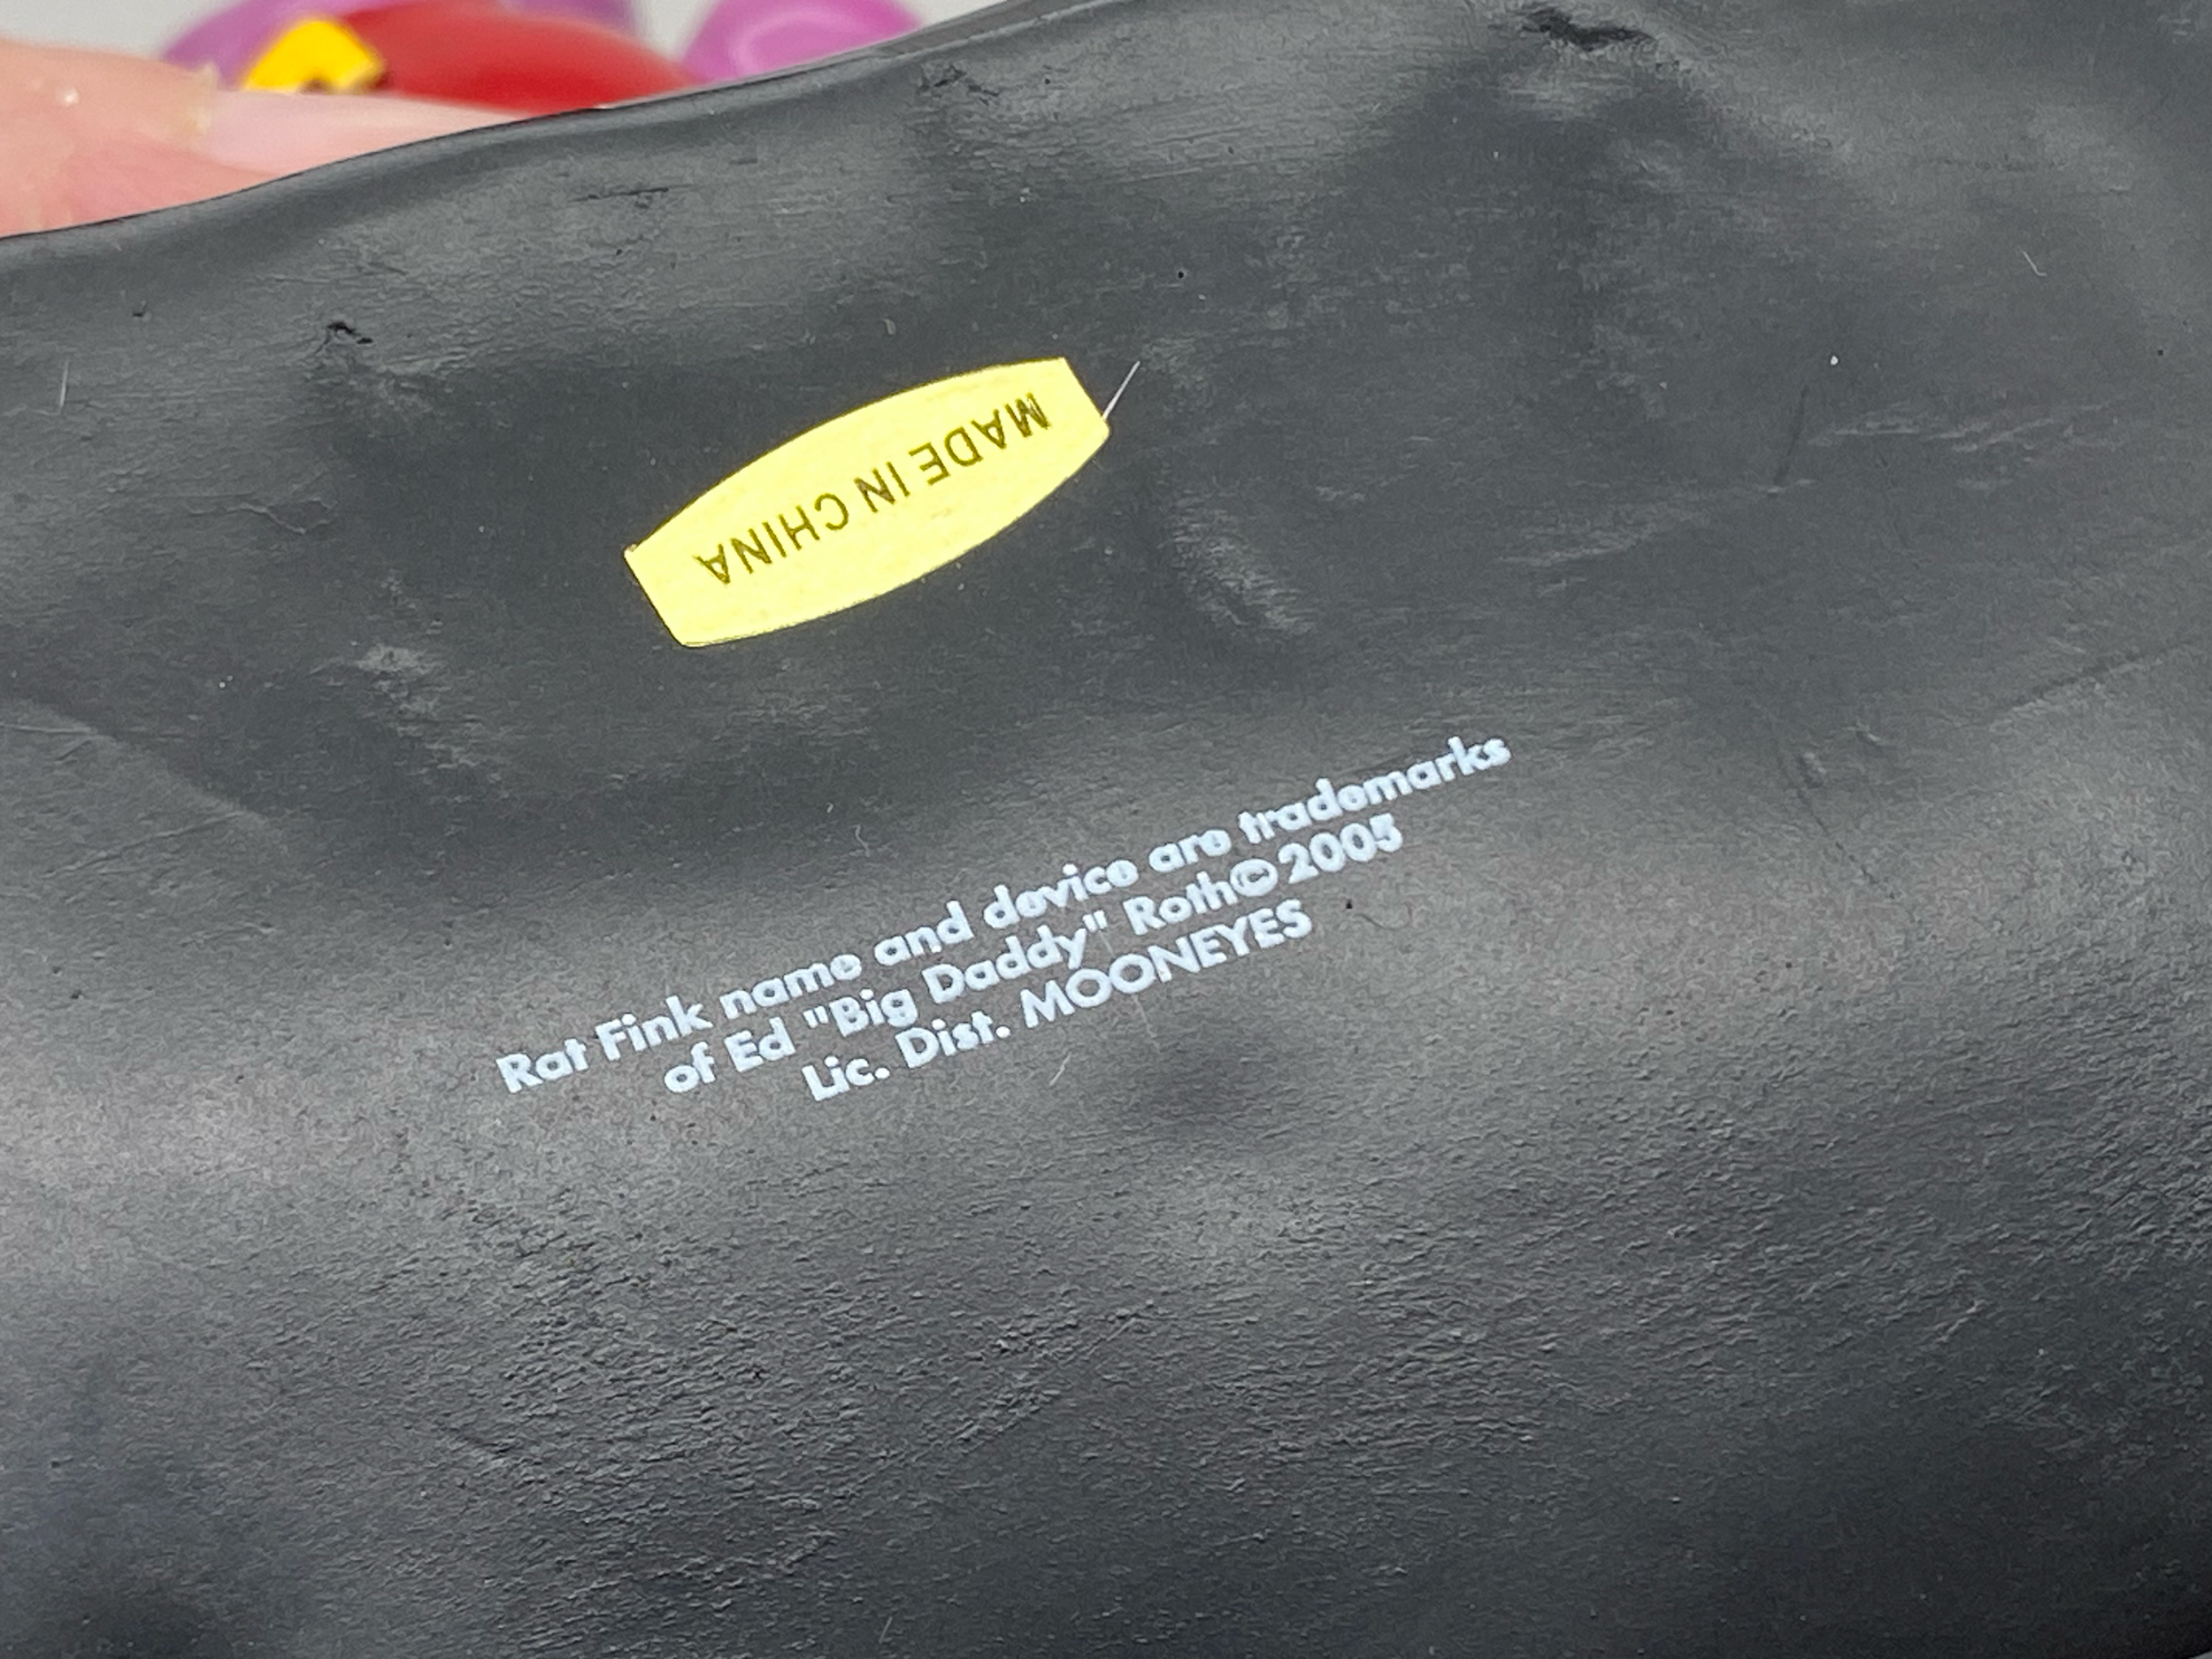 MADE IN CHINA
Rat Fink name and device are trademarks
of Ed "Big Daddy" Roth© 2005
Lic. Dist. MOONEYES